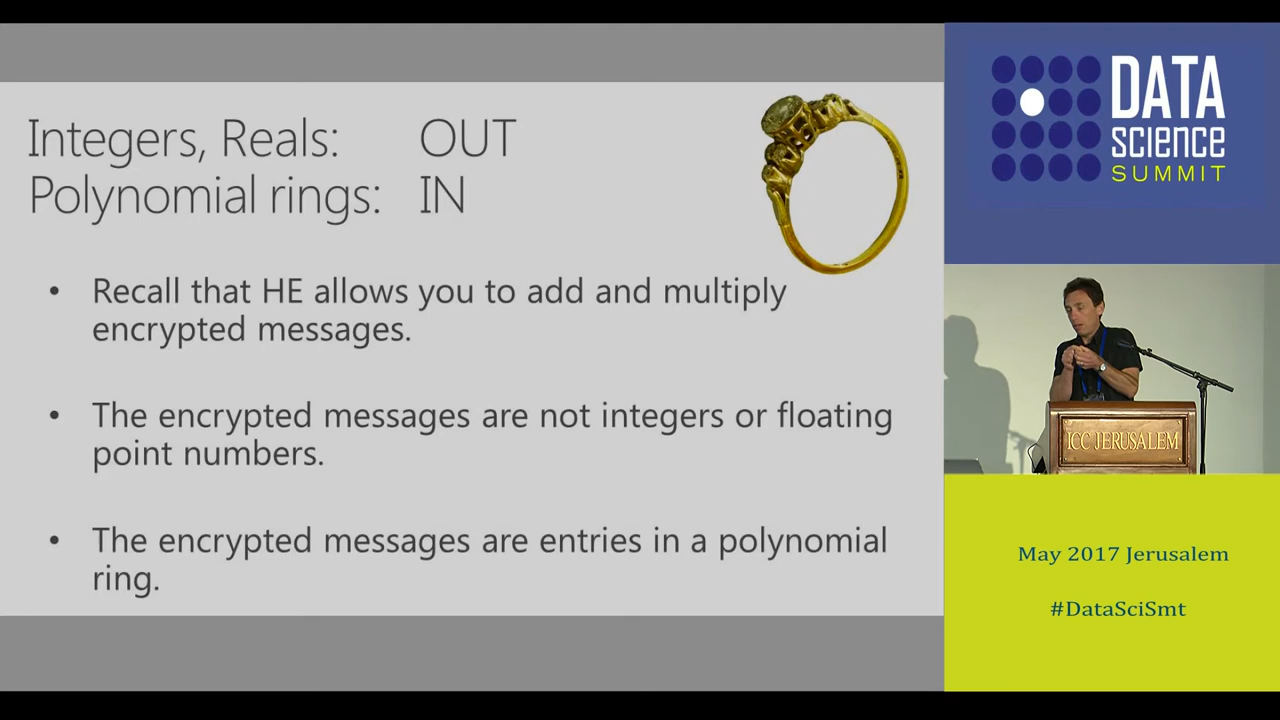 Integers, Reals: OUT
Polynomial rings: IN
• Recall that HE allows you to add and multiply
encrypted messages.
• The encrypted messages are not integers or floating
point numbers.
• The encrypted messages are entries in a polynomial
ring.
DATA
science
SUMMIT
ICC JERUSALEM
May 2017 Jerusalem
#DataSciSmt